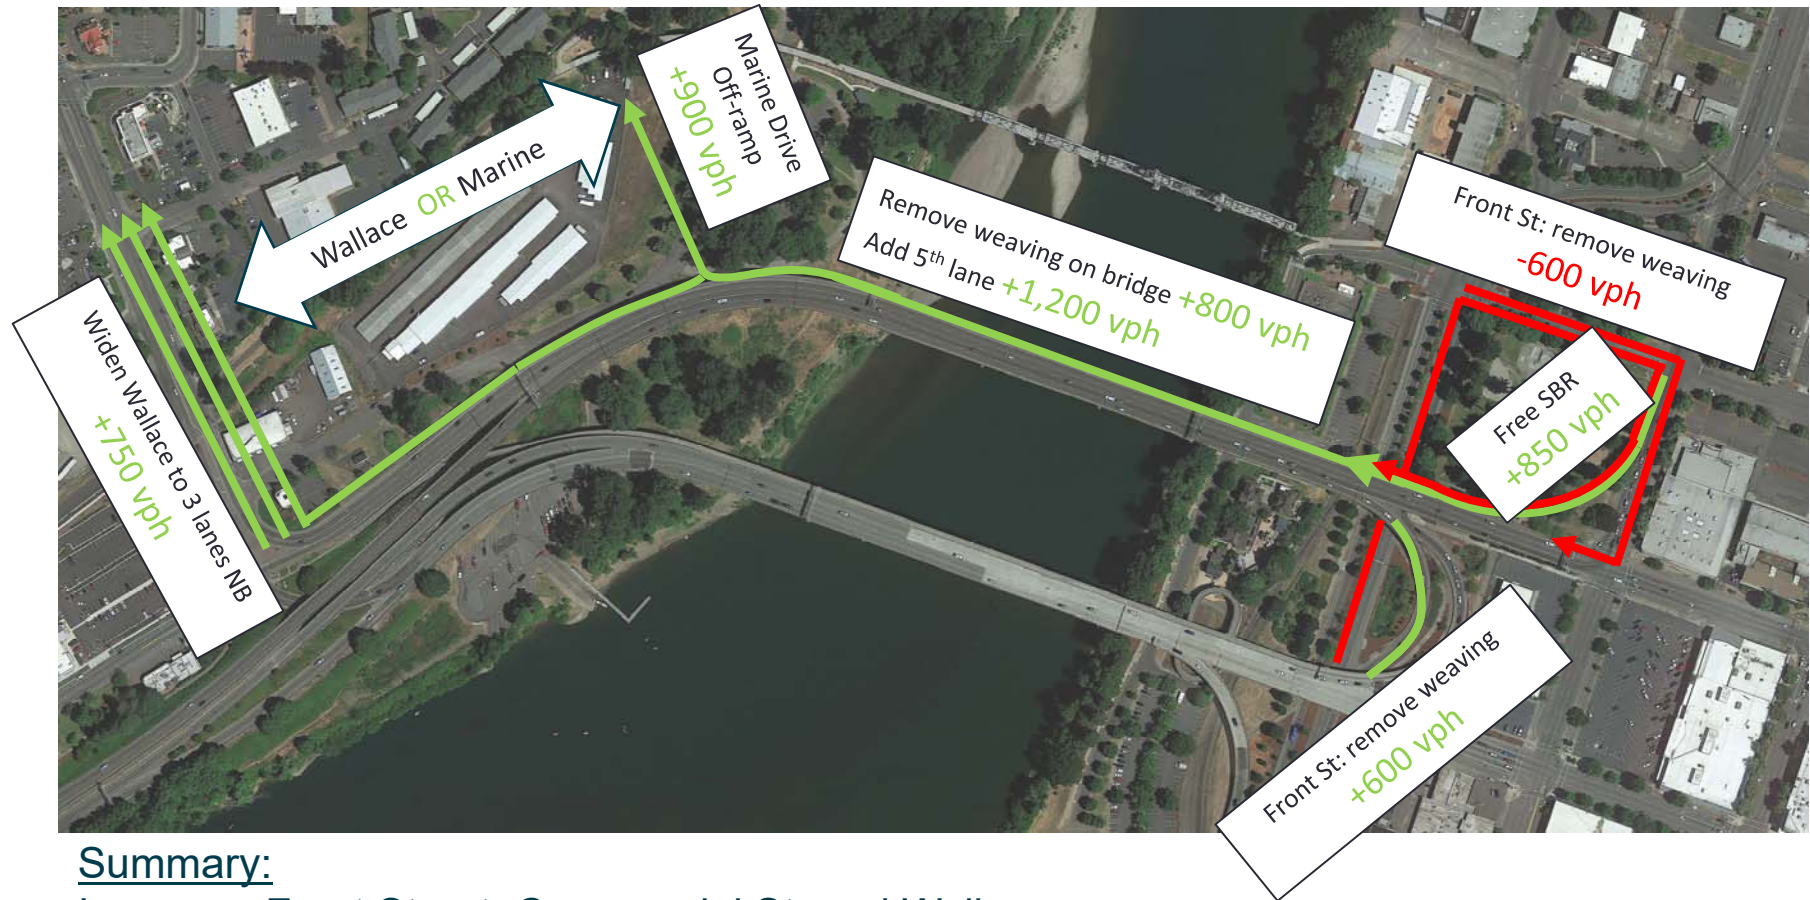 Marine Drive
Off-ramp
+900 vph
Wallace OR Marine
Remove weaving on bridge +800 vph
Add 5th lane +1,200 vph
Front St: remove weaving
-600 vph
Free SBR
+850 vph
Widen Wallace to 3 lanes NB
+750 vph
Front St: remove weaving
+600 vph
Summary: